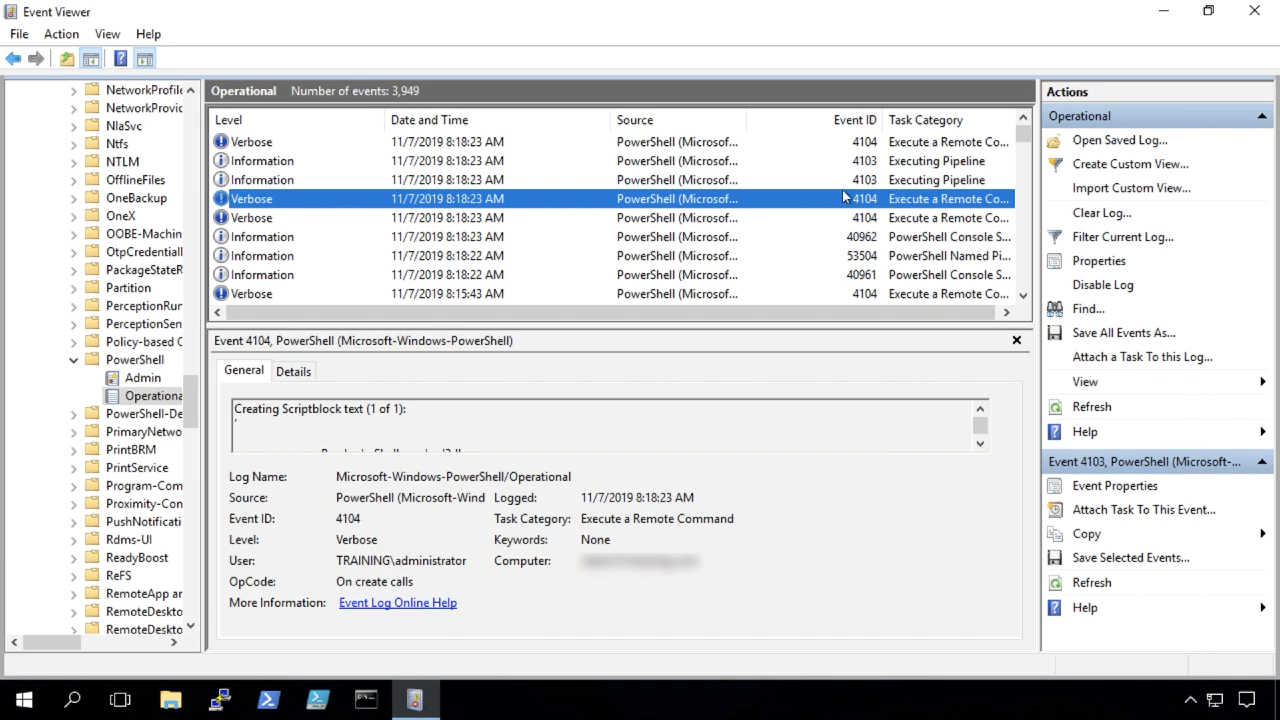 Event Viewer
File Action View Help
NetworkProfile
NetworkProvic
NlaSvc
Ntfs
NTLM
OfflineFiles
OneBackup
OneX
OOBE-Machin
OtpCredentiall
PackageStateR
Partition
PerceptionRun
PerceptionSen
Policy-based C
PowerShell
Admin
Operationa
PowerShell-De
PrimaryNetwo
PrintBRM
PrintService
Program-Com
Proximity-Com
PushNotificati
Rdms-UI
ReadyBoost
ReFS
RemoteApp ar
RemoteDeskto
RemoteDeskto
Operational Number of events: 3,949
Level Date and Time Source Event ID Task Category
Verbose 11/7/2019 8:18:23 AM PowerShell (Microsof... 4104 Execute a Remote Co...
Information 11/7/2019 8:18:23 AM PowerShell (Microsof... 4103 Executing Pipeline
Information 11/7/2019 8:18:23 AM PowerShell (Microsof... 4103 Executing Pipeline
Verbose 11/7/2019 8:18:23 AM PowerShell (Microsof... 4104 Execute a Remote Co...
Verbose 11/7/2019 8:18:23 AM PowerShell (Microsof... 4104 Execute a Remote Co...
Information 11/7/2019 8:18:23 AM PowerShell (Microsof... 40962 PowerShell Console S...
Information 11/7/2019 8:18:23 AM PowerShell (Microsof... 53504 PowerShell Named Pi...
Information 11/7/2019 8:18:22 AM PowerShell (Microsof... 40961 PowerShell Console S...
Verbose 11/7/2019 8:15:43 AM PowerShell (Microsof... 4104 Execute a Remote Co...
Event 4104, PowerShell (Microsoft-Windows-PowerShell)
General Details
Creating Scriptblock text (1 of 1):
'
Log Name: Microsoft-Windows-PowerShell/Operational
Source: PowerShell (Microsoft-Wind Logged: 11/7/2019 8:18:23 AM
Event ID: 4104 Task Category: Execute a Remote Command
Level: Verbose Keywords: None
User: TRAINING\administrator Computer:
OpCode: On create calls
More Information: Event Log Online Help
Actions
Operational
Open Saved Log...
Create Custom View...
Import Custom View...
Clear Log...
Filter Current Log...
Properties
Disable Log
Find...
Save All Events As...
Attach a Task To this Log...
View
Refresh
Help
Event 4103, PowerShell (Microsoft-...
Event Properties
Attach Task To This Event...
Copy
Save Selected Events...
Refresh
Help